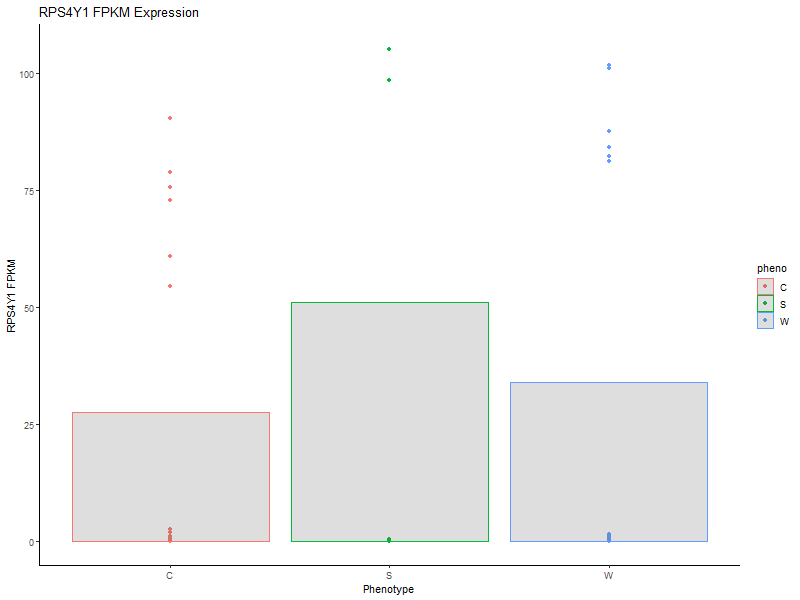 RPS4Y1 FPKM Expression
RPS4Y1 FPKM
100
75
50
25
0
C
S
W
Phenotype
pheno
C
S
W